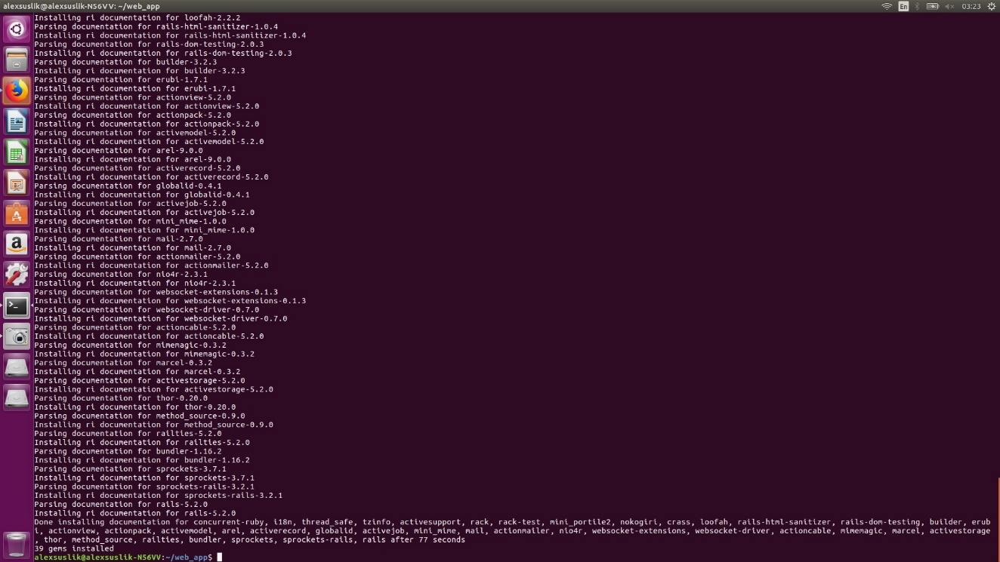 alexsuslik@alexsuslik-N56VV: ~/web_app
En
03:23
Installing ri documentation for loofah-2.2.2
Parsing documentation for rails-html-sanitizer-1.0.4
Installing ri documentation for rails-html-sanitizer-1.0.4
Parsing documentation for rails-dom-testing-2.0.3
Installing ri documentation for rails-dom-testing-2.0.3
Parsing documentation for builder-3.2.3
Installing ri documentation for builder-3.2.3
Parsing documentation for erubi-1.7.1
Installing ri documentation for erubi-1.7.1
Parsing documentation for actionview-5.2.0
Installing ri documentation for actionview-5.2.0
Parsing documentation for actionpack-5.2.0
Installing ri documentation for actionpack-5.2.0
Parsing documentation for activemodel-5.2.0
Installing ri documentation for activemodel-5.2.0
Parsing documentation for arel-9.0.0
Installing ri documentation for arel-9.0.0
Parsing documentation for activerecord-5.2.0
Installing ri documentation for activerecord-5.2.0
Parsing documentation for globalid-0.4.1
Installing ri documentation for globalid-0.4.1
Parsing documentation for activejob-5.2.0
Installing ri documentation for activejob-5.2.0
Parsing documentation for mini_mime-1.0.0
Installing ri documentation for mini_mime-1.0.0
Parsing documentation for mail-2.7.0
Installing ri documentation for mail-2.7.0
Parsing documentation for actionmailer-5.2.0
Installing ri documentation for actionmailer-5.2.0
Parsing documentation for nio4r-2.3.1
Installing ri documentation for nio4r-2.3.1
Parsing documentation for websocket-extensions-0.1.3
Installing ri documentation for websocket-extensions-0.1.3
Parsing documentation for websocket-driver-0.7.0
Installing ri documentation for websocket-driver-0.7.0
Parsing documentation for actioncable-5.2.0
Installing ri documentation for actioncable-5.2.0
Parsing documentation for mimemagic-0.3.2
Installing ri documentation for mimemagic-0.3.2
Parsing documentation for marcel-0.3.2
Installing ri documentation for marcel-0.3.2
Parsing documentation for activestorage-5.2.0
Installing ri documentation for activestorage-5.2.0
Parsing documentation for thor-0.20.0
Installing ri documentation for thor-0.20.0
Parsing documentation for method_source-0.9.0
Installing ri documentation for method_source-0.9.0
Parsing documentation for railties-5.2.0
Installing ri documentation for railties-5.2.0
Parsing documentation for bundler-1.16.2
Installing ri documentation for bundler-1.16.2
Parsing documentation for sprockets-3.7.1
Installing ri documentation for sprockets-3.7.1
Parsing documentation for sprockets-rails-3.2.1
Installing ri documentation for sprockets-rails-3.2.1
Parsing documentation for rails-5.2.0
Installing ri documentation for rails-5.2.0
Done installing documentation for concurrent-ruby, i18n, thread_safe, tzinfo, activesupport, rack, rack-test, mini_portile2, nokogiri, crass, loofah, rails-html-sanitizer, rails-dom-testing, builder, erub
i, actionview, actionpack, activemodel, arel, activerecord, globalid, activejob, mini_mime, mail, actionmailer, nio4r, websocket-extensions, websocket-driver, actioncable, mimemagic, marcel, activestorage
, thor, method_source, railties, bundler, sprockets, sprockets-rails, rails after 77 seconds
39 gems installed
alexsuslik@alexsuslik-N56VV:~/web_app$